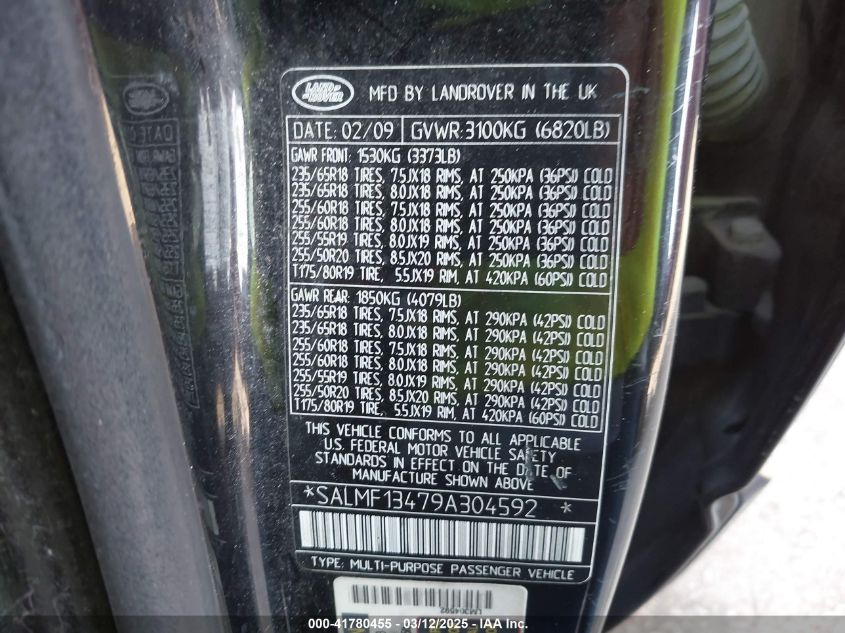 LAND
ROVER
MFD BY LANDROVER IN THE UK
DATE: 02/09 GVWR:3100KG (6820LB)
GAWR FRONT: 1530KG (3373LB)
235/65R18 TIRES, 7.5JX18 RIMS, AT 250KPA (36PSI) COLD
235/65R18 TIRES, 8.0JX18 RIMS, AT 250KPA (36PSI) COLD
255/60R18 TIRES, 7.5JX18 RIMS, AT 250KPA (36PSI) COLD
255/60R18 TIRES, 8.0JX18 RIMS, AT 250KPA (36PSI) COLD
255/55R19 TIRES, 8.0JX19 RIMS, AT 250KPA (36PSI) COLD
255/50R20 TIRES, 8.5JX20 RIMS, AT 250KPA (36PSI) COLD
T175/80R19 TIRE, 5.5JX19 RIM, AT 420KPA (60PSI) COLD
GAWR REAR: 1850KG (4079LB)
235/65R18 TIRES, 7.5JX18 RIMS, AT 290KPA (42PSI) COLD
235/65R18 TIRES, 8.0JX18 RIMS, AT 290KPA (42PSI) COLD
255/60R18 TIRES, 7.5JX18 RIMS, AT 290KPA (42PSI) COLD
255/60R18 TIRES, 8.0JX18 RIMS, AT 290KPA (42PSI) COLD
255/55R19 TIRES, 8.0JX19 RIMS, AT 290KPA (42PSI) COLD
255/50R20 TIRES, 8.5JX20 RIMS, AT 290KPA (42PSI) COLD
T175/80R19 TIRE, 5.5JX19 RIM, AT 420KPA (60PSI) COLD
THIS VEHICLE CONFORMS TO ALL APPLICABLE
U.S. FEDERAL MOTOR VEHICLE SAFETY
STANDARDS IN EFFECT ON THE DATE OF
MANUFACTURE SHOWN ABOVE
*SALMF13479A304592 *
TYPE: MULTI-PURPOSE PASSENGER VEHICLE
LM304592
000-41780455 - 03/12/2025 - IAA Inc.